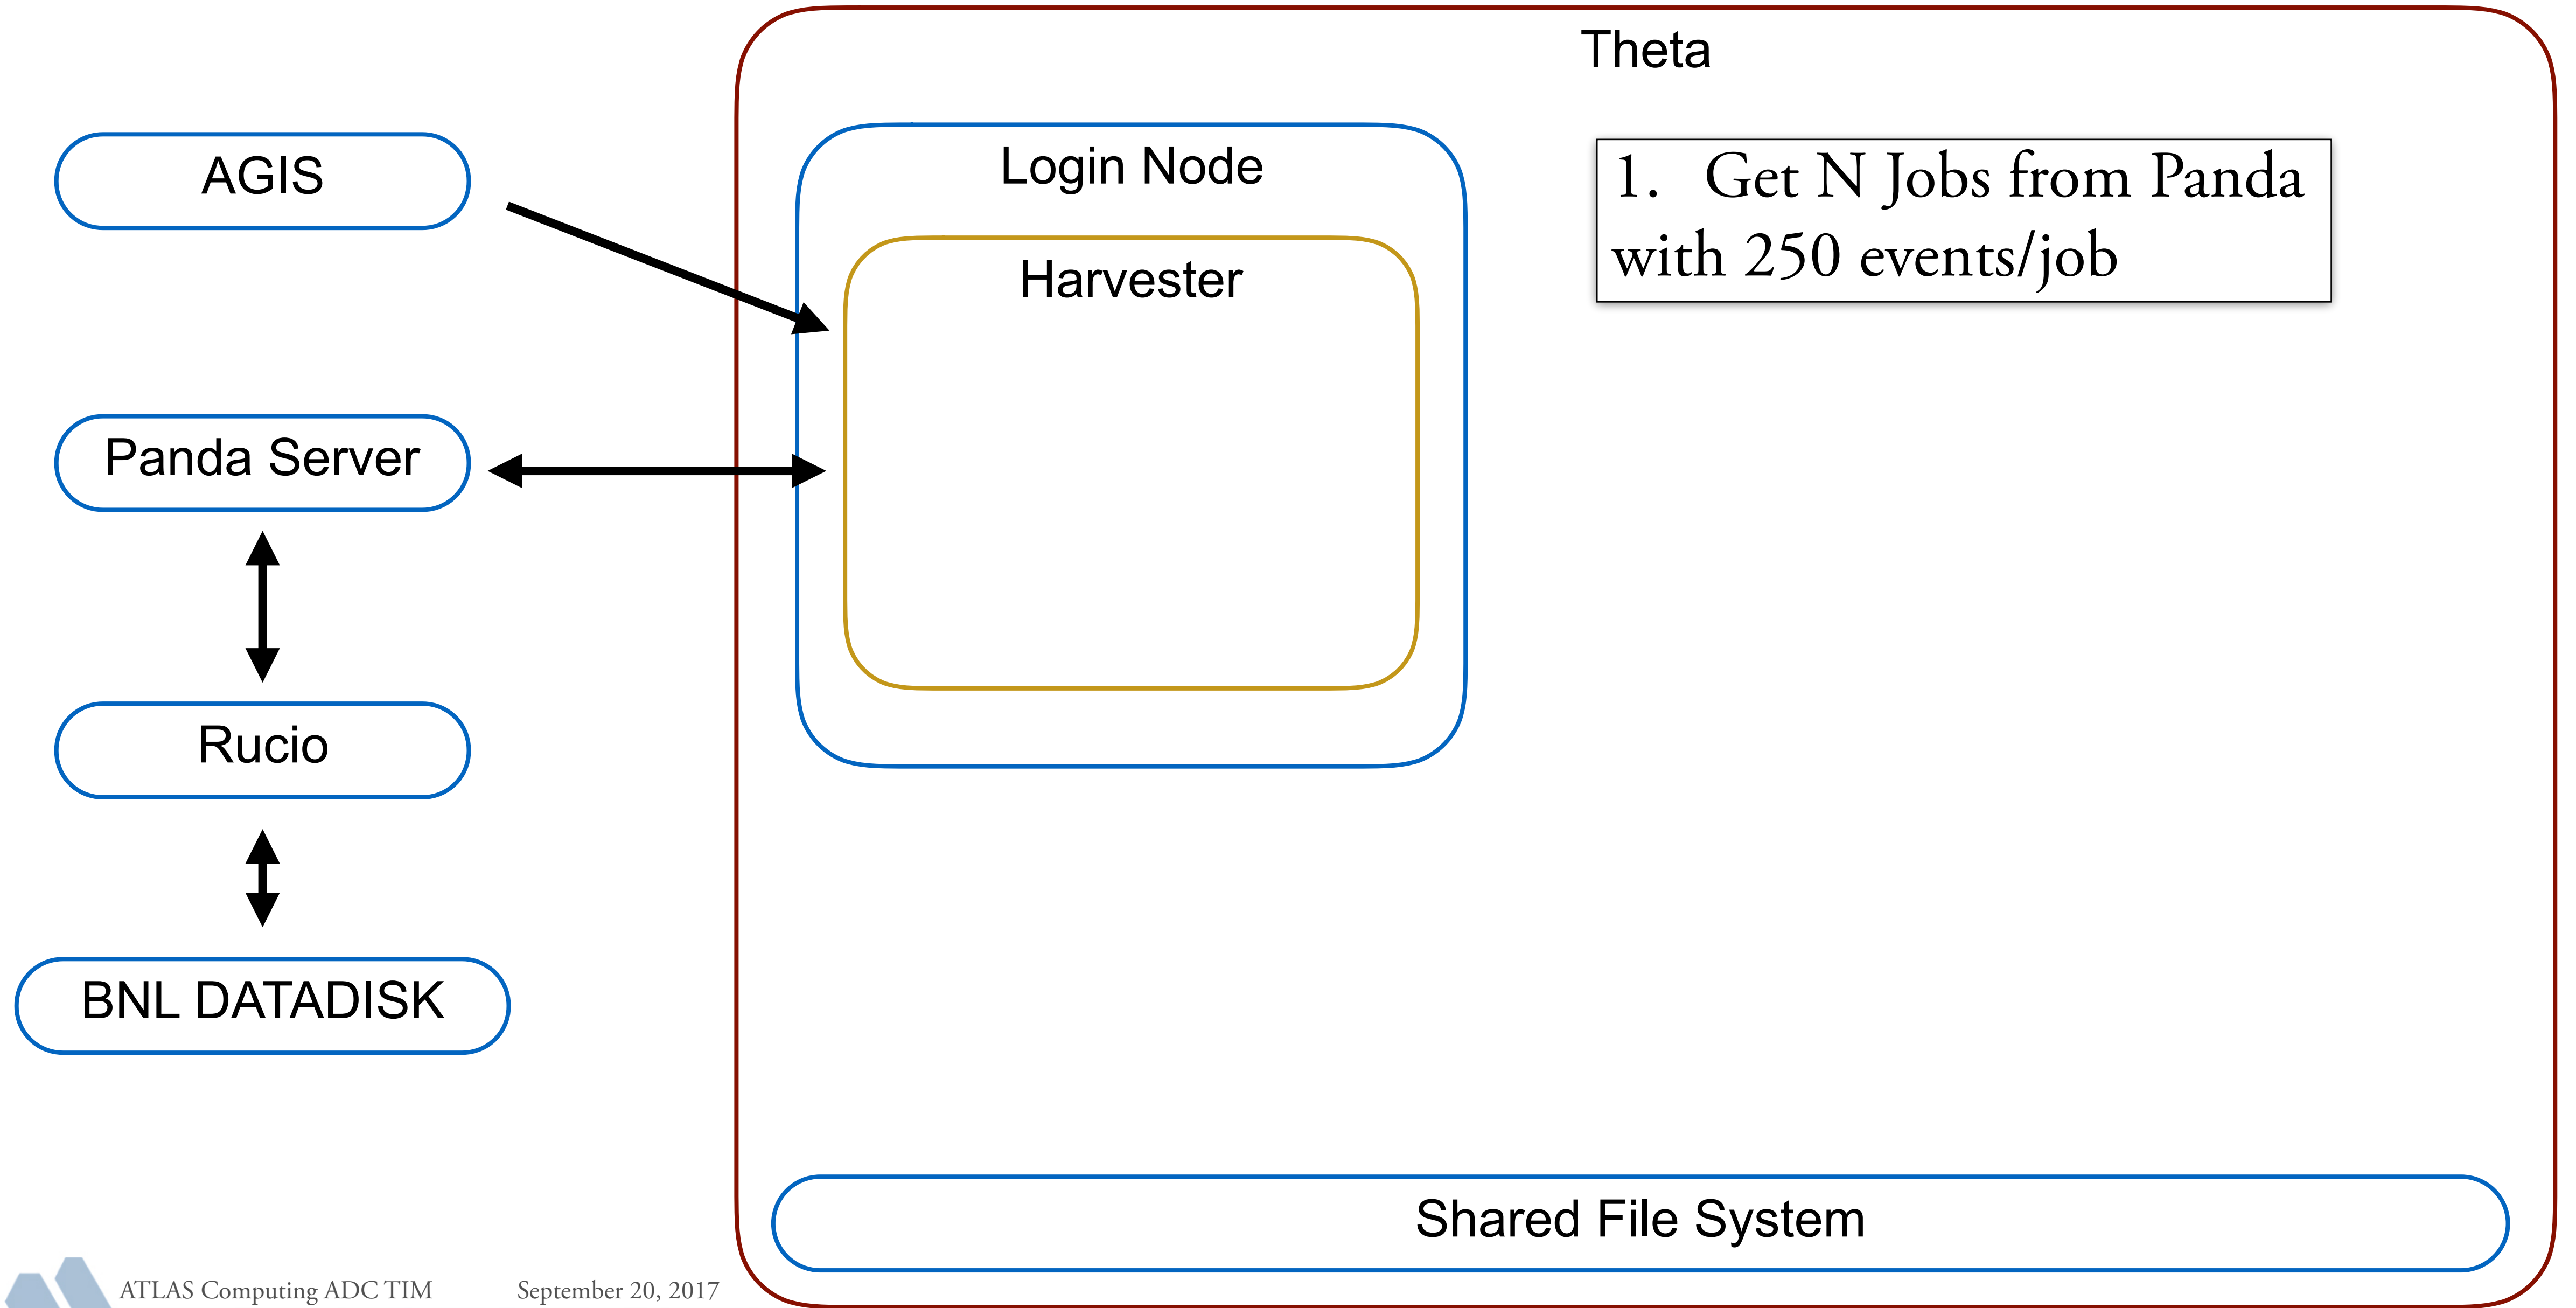 Theta
AGIS
Login Node
1. Get N Jobs from Panda
with 250 events/job
Harvester
Panda Server
Rucio
BNL DATADISK
Shared File System
ATLAS Computing ADC TIM
September 20, 2017